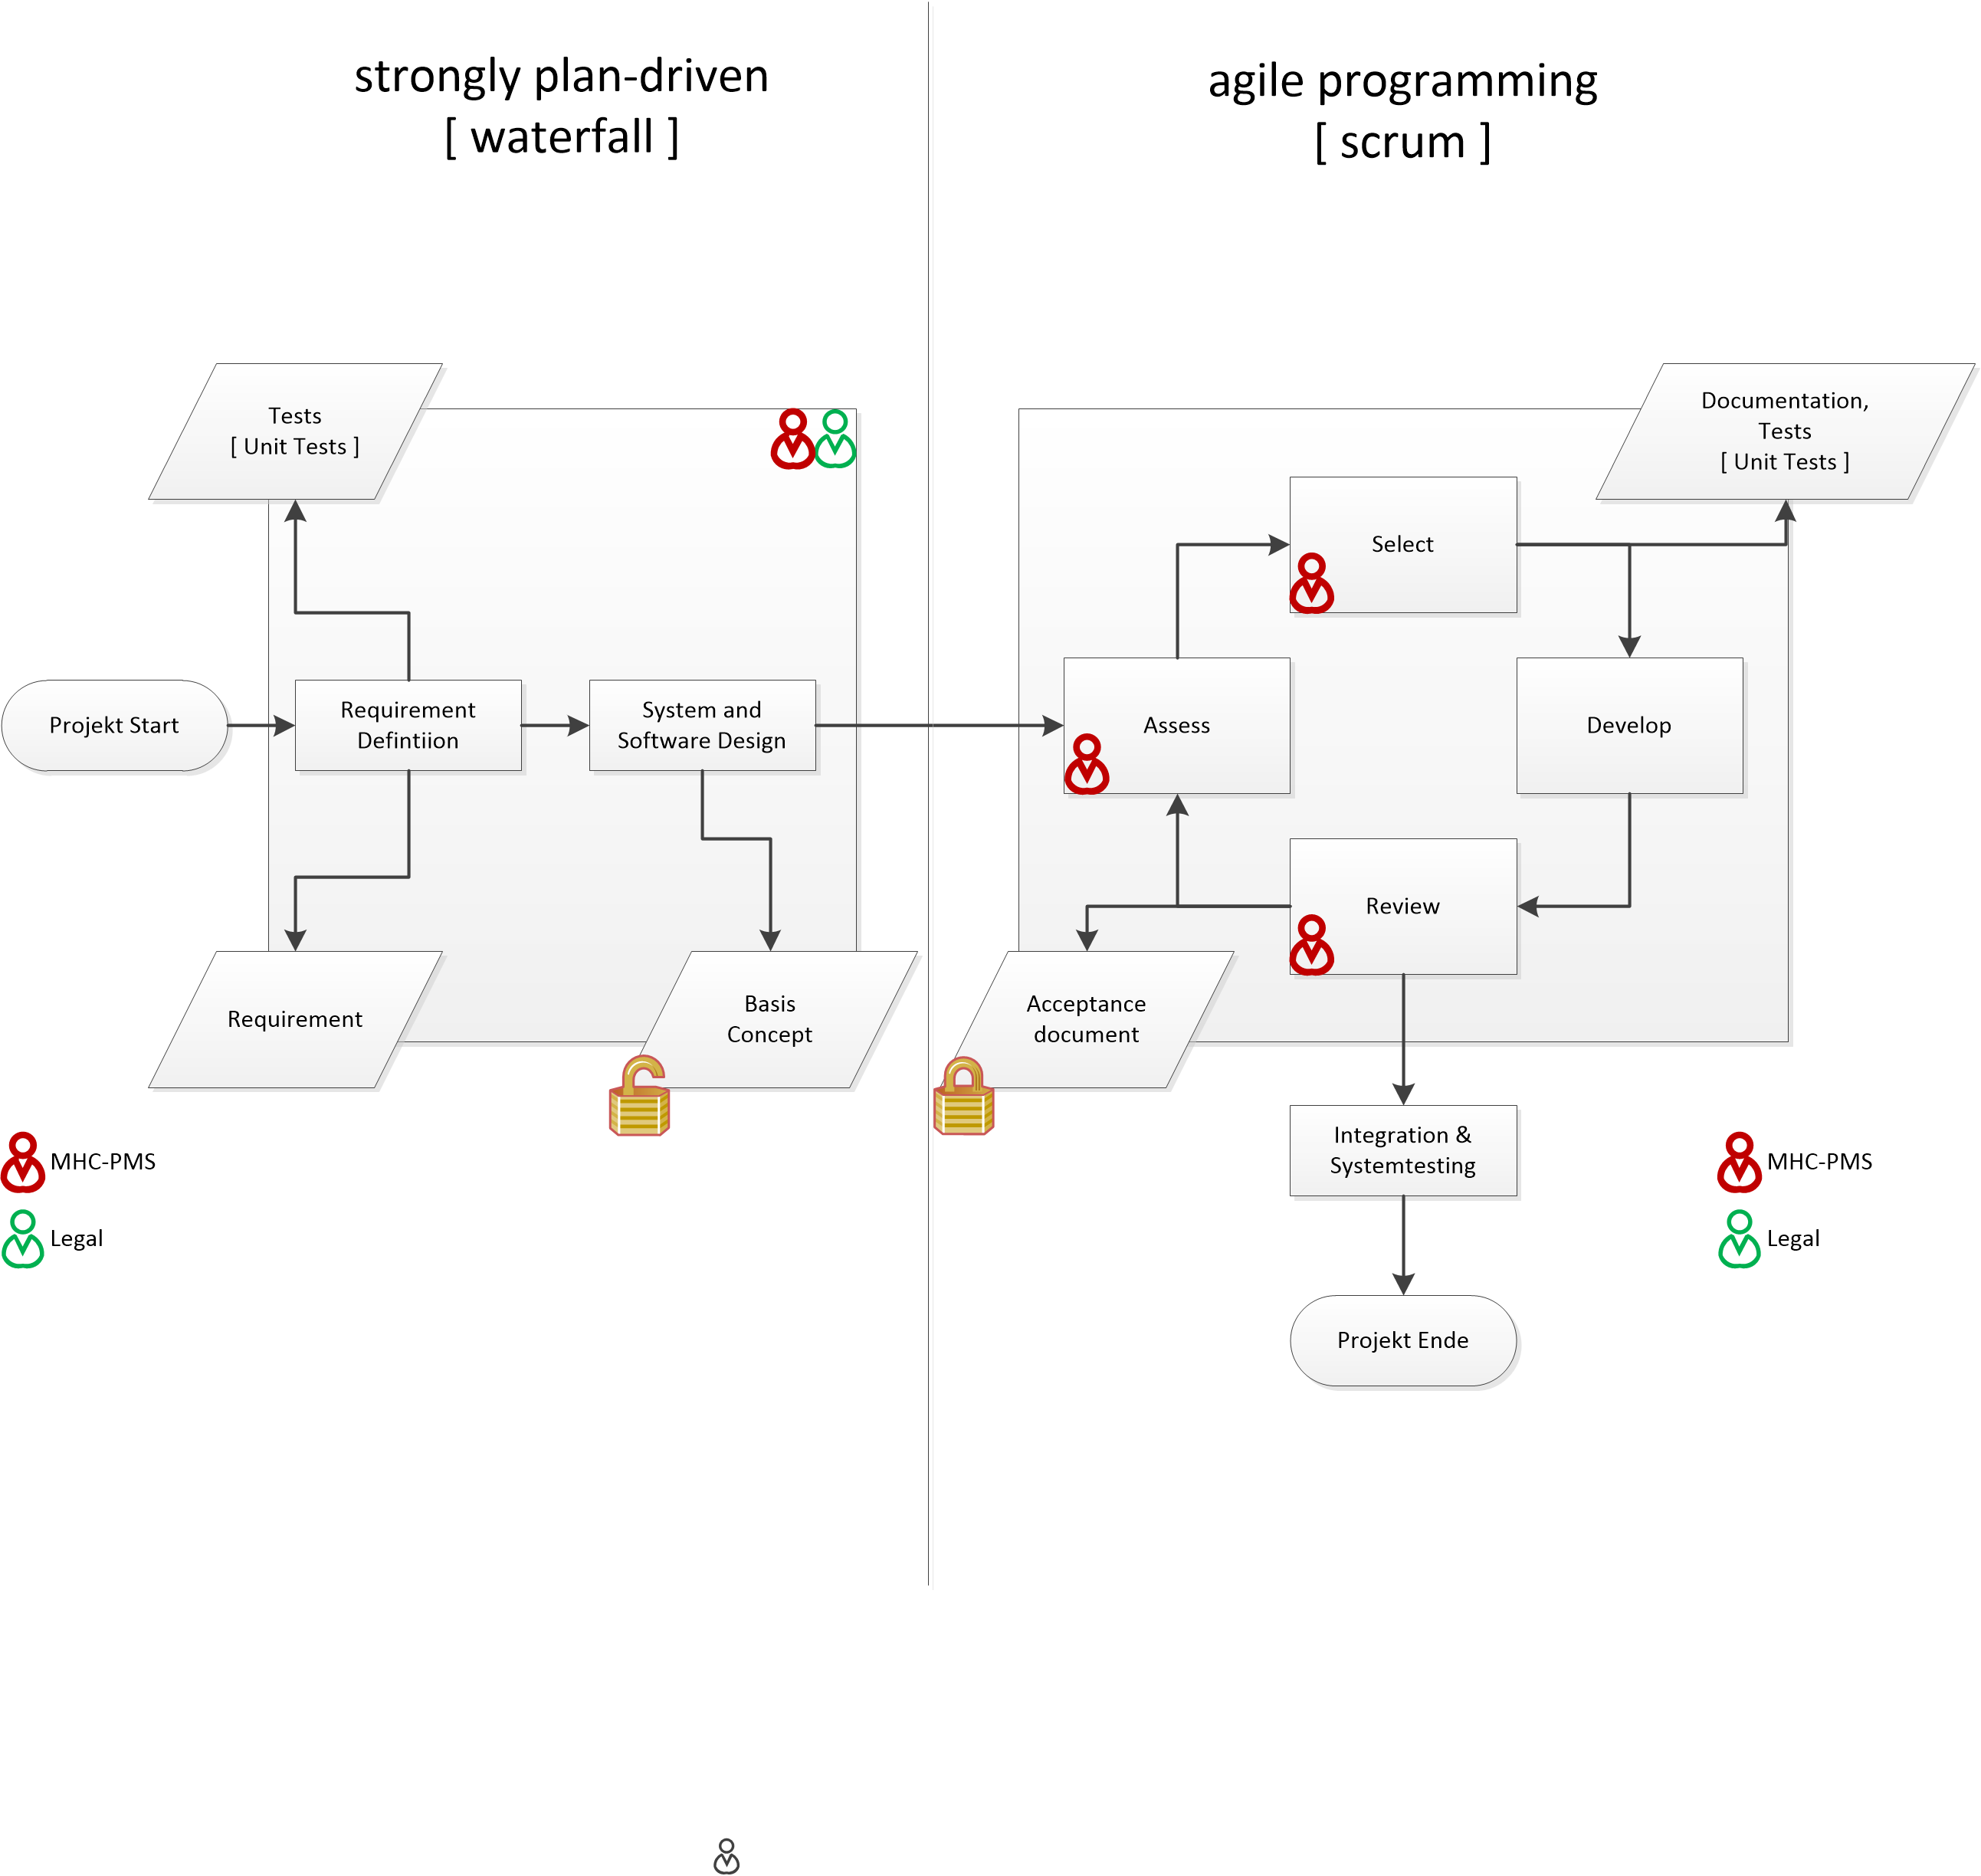 strongly plan-driven
[ waterfall ]
agile programming
[ scrum ]
Tests
[ Unit Tests ]
Documentation,
Tests
[ Unit Tests ]
Select
Projekt Start
Requirement
Defintiion
System and
Software Design
Assess
Develop
Review
Requirement
Basis
Concept
Acceptance
document
Integration &
Systemtesting
MHC-PMS
Legal
MHC-PMS
Legal
Projekt Ende